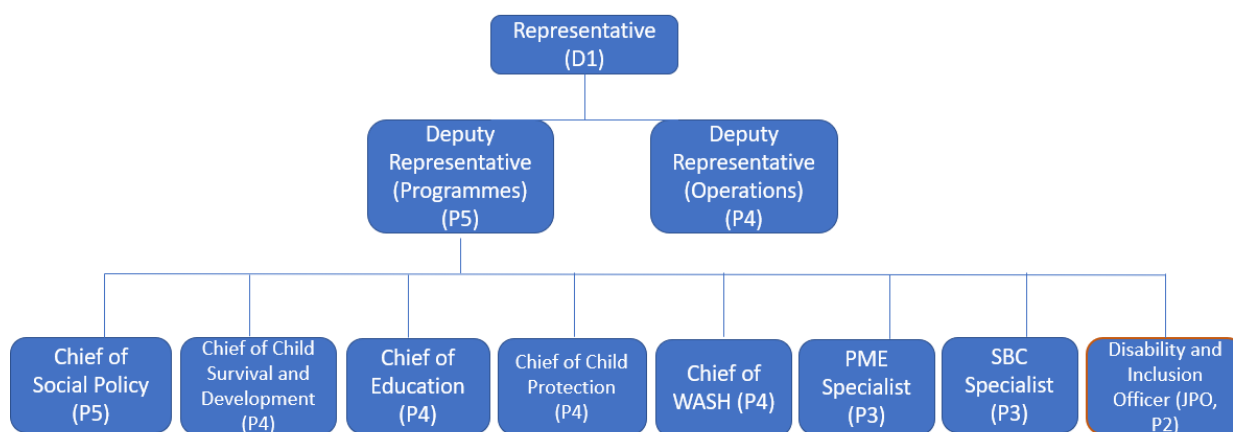 Representative
(D1)
Deputy
Representative
(Programmes)
(P5)
Deputy
Representative
(Operations)
(P4)
Chief of
Social Policy
(P5)
Chief of Child
Survival and
Development
(P4)
Chief of
Education
(P4)
Chief of Child
Protection
(P4)
Chief of
WASH (P4)
PME
Specialist
(P3)
SBC
Specialist
(P3)
Disability and
Inclusion
Officer (JPO,
P2)